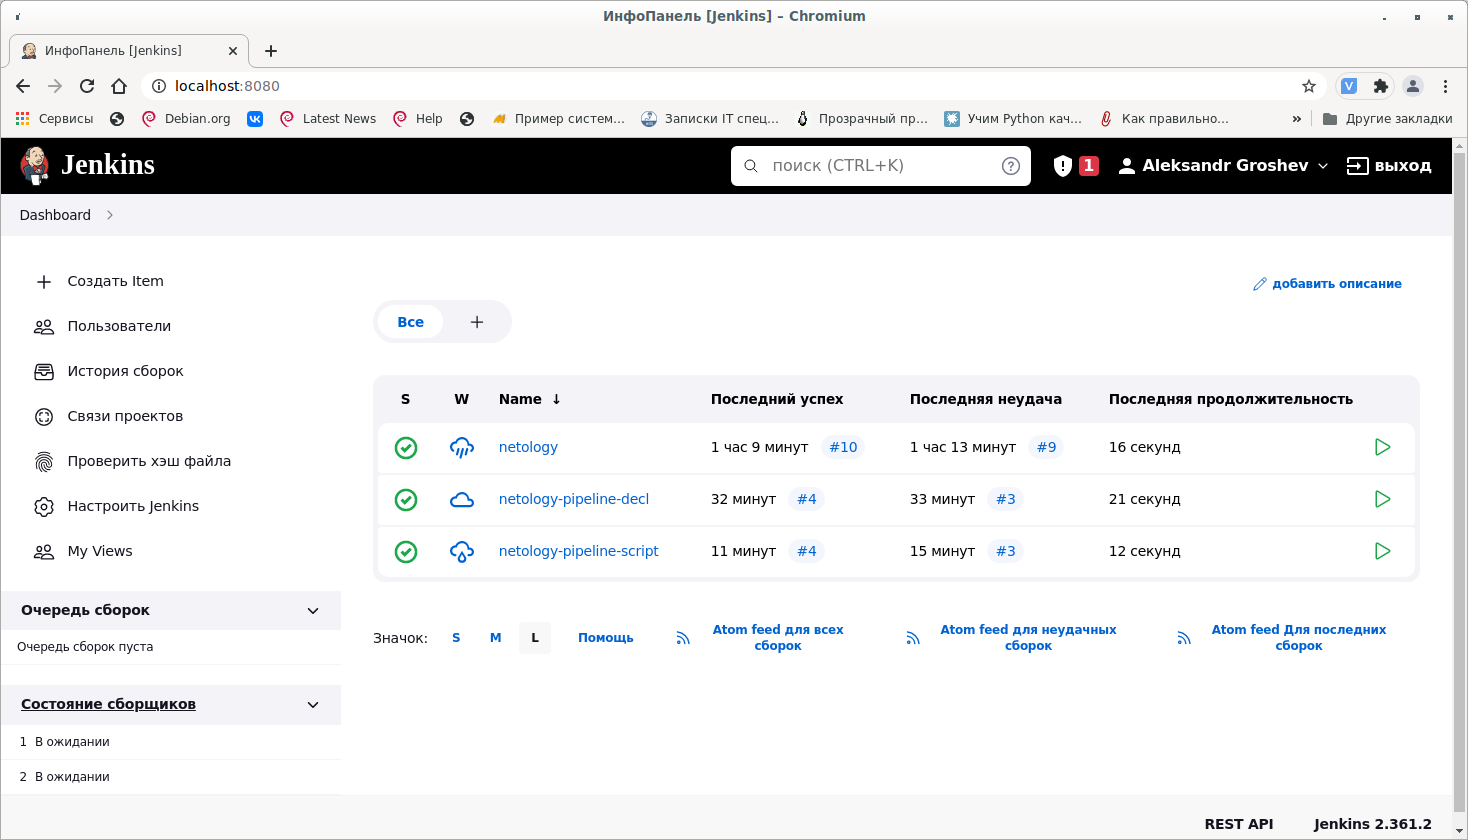 ИнфоПанель [Jenkins] – Chromium
ИнфоПанель [Jenkins]
localhost:8080
Сервисы Debian.org Latest News Help Пример систем… Записки IT спец… Прозрачный пр… Учим Python кач… Как правильно… » Другие закладки
Jenkins поиск (CTRL+K) 1 Aleksandr Groshev выход
Dashboard
Создать Item
Пользователи
История сборок
Связи проектов
Проверить хэш файла
Настроить Jenkins
My Views
Очередь сборок
Очередь сборок пуста
Состояние сборщиков
1 В ожидании
2 В ожидании
добавить описание
Все +
S W Name ↓ Последний успех Последняя неудача Последняя продолжительность
netology 1 час 9 минут #10 1 час 13 минут #9 16 секунд
netology-pipeline-decl 32 минут #4 33 минут #3 21 секунд
netology-pipeline-script 11 минут #4 15 минут #3 12 секунд
Значок: S M L Помощь
Atom feed для всех
сборок
Atom feed для неудачных
сборок
Atom feed Для последних
сборок
REST API Jenkins 2.361.2